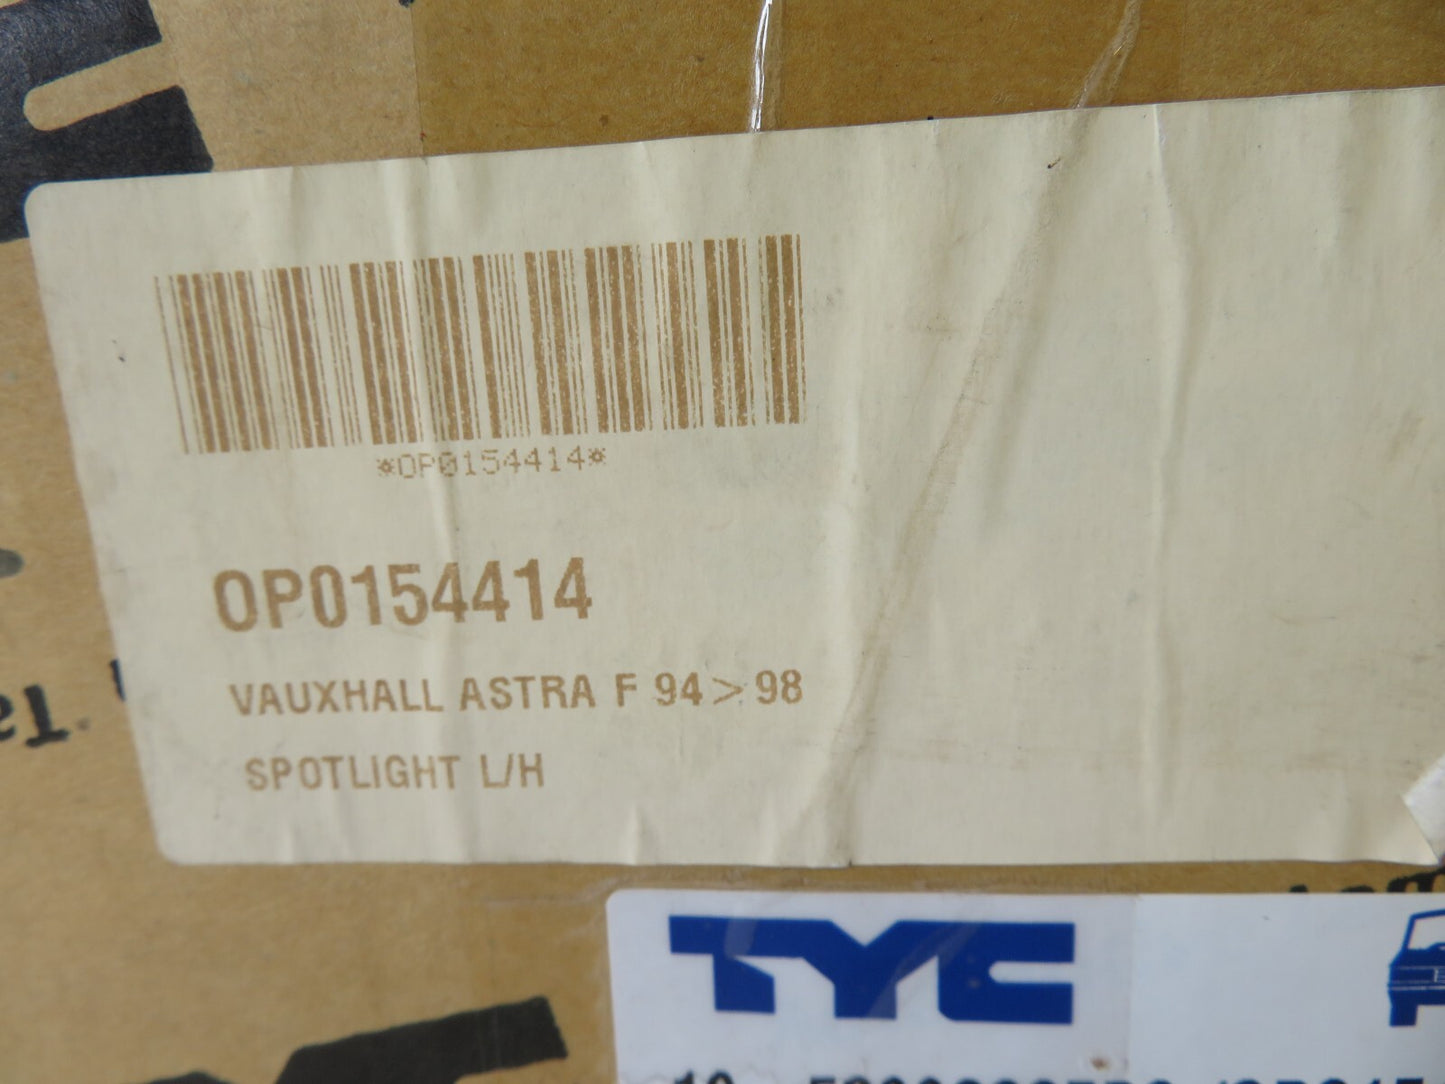 *OP0154414*
OP0154414
VAUXHALL ASTRA F 94>98
SPOTLIGHT L/H
TYC